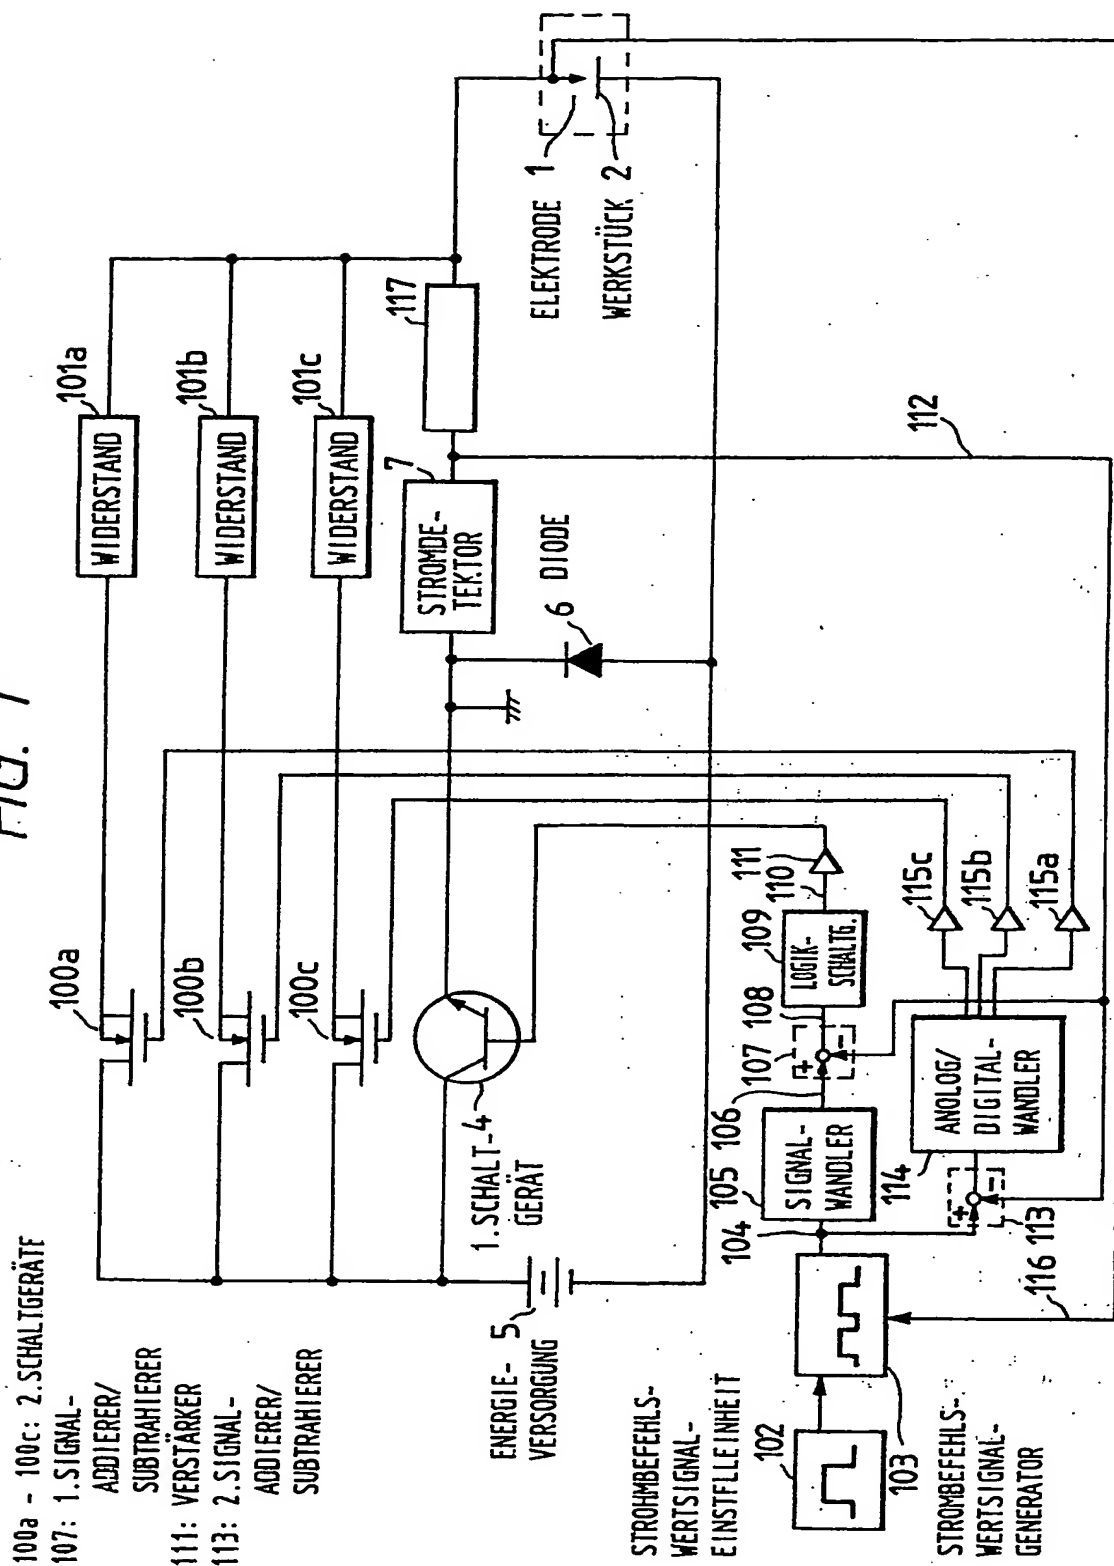 FIG. 1
100a - 100c: 2.SCHALTGERÄTE
107: 1.SIGNAL-
ADDIERER/
SUBTRAHIERER
111: VERSTÄRKER
113: 2.SIGNAL-
ADDIERER/
SUBTRAHIERER
100a
101a
WIDERSTAND
100b
101b
WIDERSTAND
100c
101c
WIDERSTAND
1.SCHALT-
GERÄT
4
STROMDE-
TEKTOR
7
117
ENERGIE-
VERSORGUNG
5
6 DIODE
ELEKTRODE 1
WERKSTÜCK 2
112
STROHMBEFEHLS-
WERTSIGNAL-
EINSTFLLEINHEIT
102
103
STROMBEFEHLS-
WERTSIGNAL-
GENERATOR
104
105
SIGNAL-
WANDLER
106
107
+
-
108
109
LOGIK-
SCHALTG.
110
111
113
+
-
114
ANOLOG/
DIGITAL-
WANDLER
115c
115b
115a
116